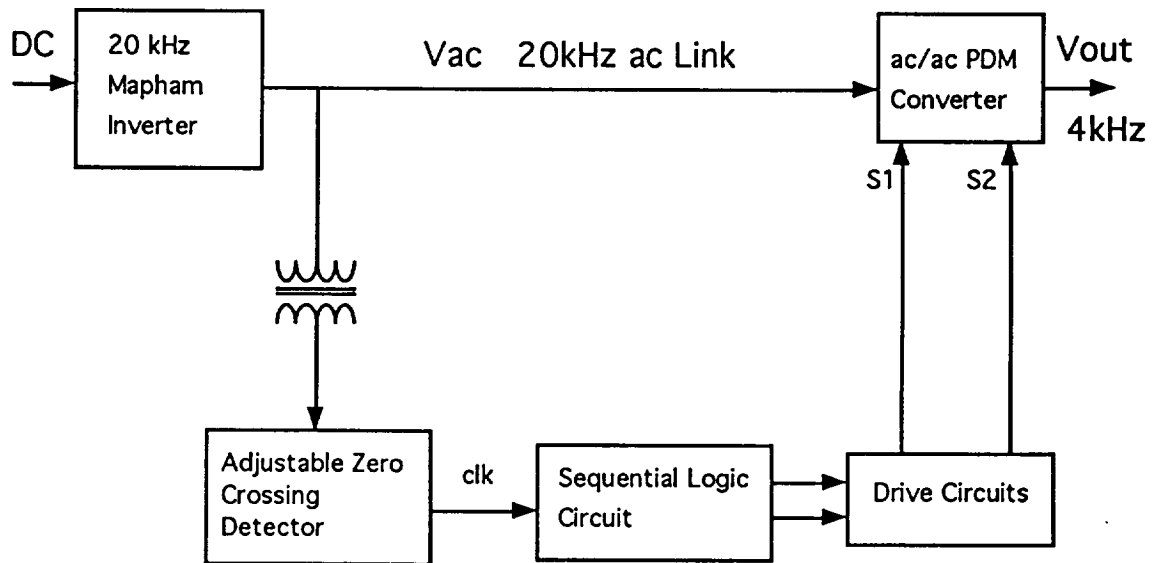 DC
20 kHz
Mapham
Inverter
Vac 20kHz ac Link
ac/ac PDM
Converter
Vout
4kHz
S1
S2
Adjustable Zero
Crossing
Detector
clk
Sequential Logic
Circuit
Drive Circuits